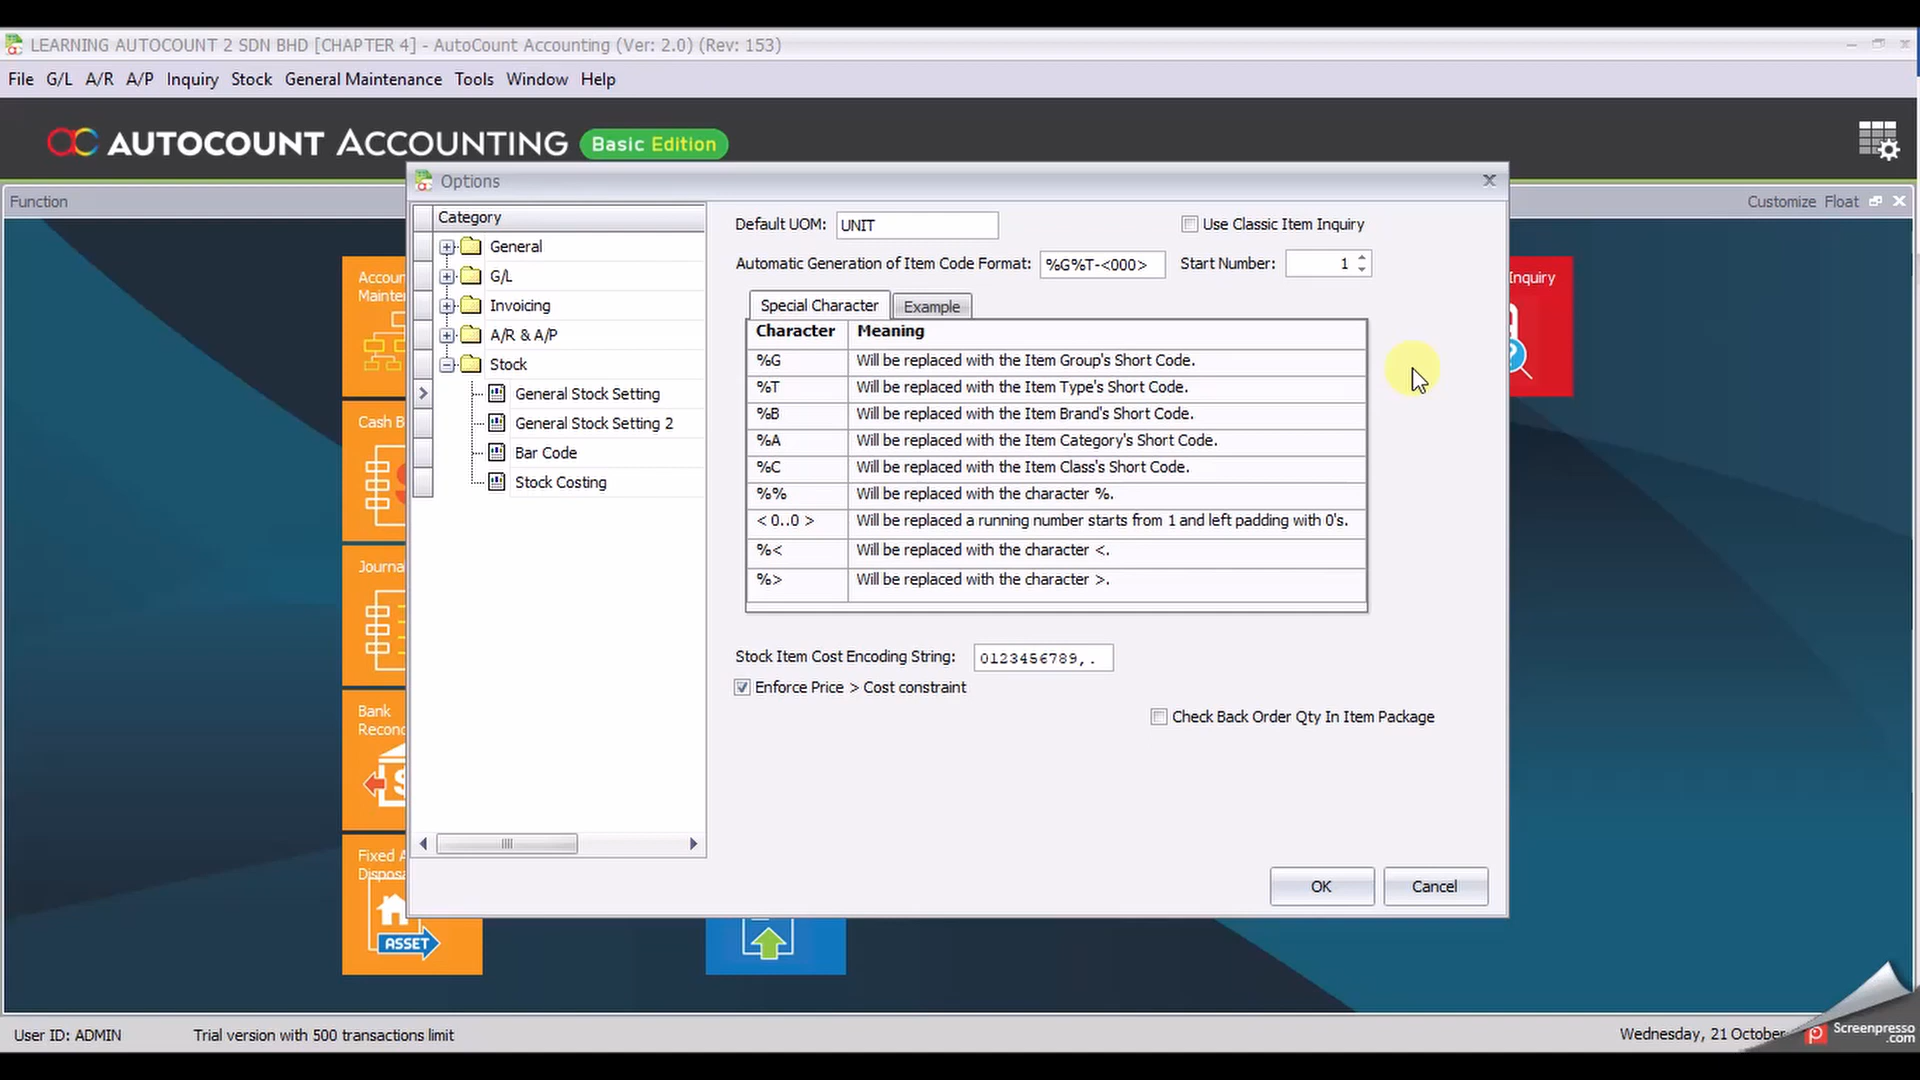 LEARNING AUTOCOUNT 2 SDN BHD [CHAPTER 4] - AutoCount Accounting (Ver: 2.0) (Rev: 153)
File G/L A/R A/P Inquiry Stock General Maintenance Tools Window Help
AUTOCOUNT ACCOUNTING Basic Edition
Options
Function
Customize Float
Category
General
G/L
Invoicing
A/R & A/P
Stock
General Stock Setting
General Stock Setting 2
Bar Code
Stock Costing
Default UOM: UNIT
Use Classic Item Inquiry
Automatic Generation of Item Code Format: %G%T-<000> Start Number: 1
Special Character Example
Character Meaning
%G Will be replaced with the Item Group's Short Code.
%T Will be replaced with the Item Type's Short Code.
%B Will be replaced with the Item Brand's Short Code.
%A Will be replaced with the Item Category's Short Code.
%C Will be replaced with the Item Class's Short Code.
%% Will be replaced with the character %.
< 0..0 > Will be replaced a running number starts from 1 and left padding with 0's.
%< Will be replaced with the character <.
%> Will be replaced with the character >.
Stock Item Cost Encoding String: 0123456789,.
Enforce Price > Cost constraint
Check Back Order Qty In Item Package
OK Cancel
Accou
Mainte
Cash B
Journa
Bank
Recon
Fixed A
Dispos
ASSET
Inquiry
User ID: ADMIN Trial version with 500 transactions limit
Wednesday, 21 October
Screenpresso
.com